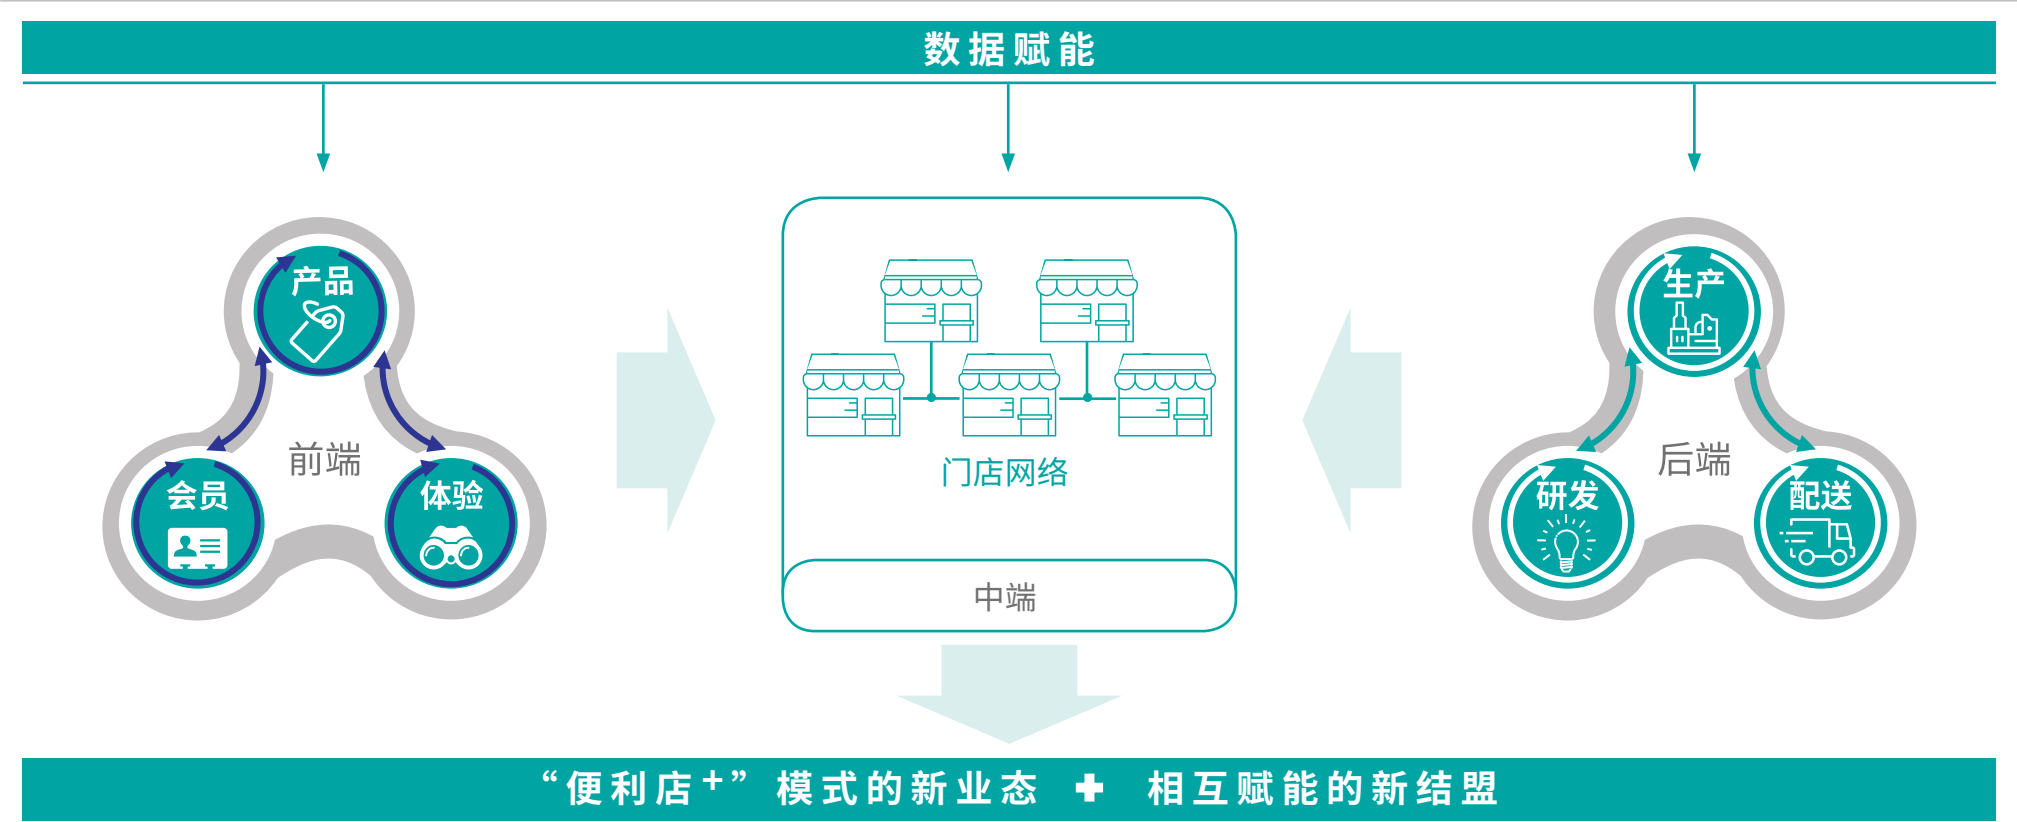 数据赋能
产品
前端
会员
体验
门店网络
中端
生产
后端
研发
配送
“便利店⁺”模式的新业态 + 相互赋能的新结盟